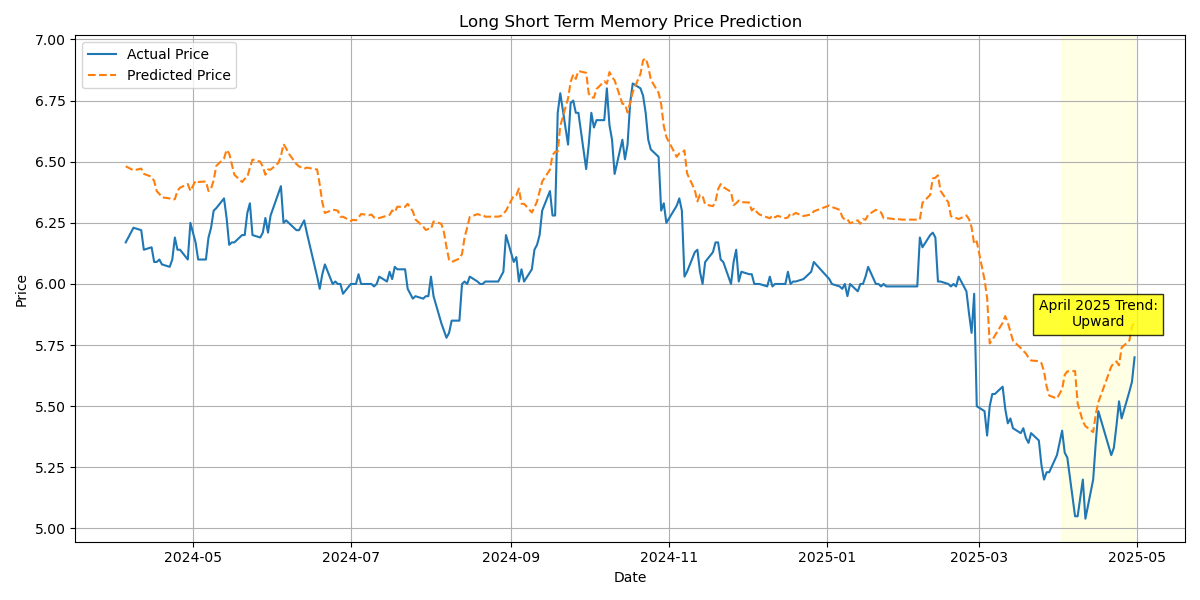 Long Short Term Memory Price Prediction
Actual Price
Predicted Price
7.00
6.75
6.50
6.25
6.00
5.75
5.50
5.25
5.00
Price
April 2025 Trend:
Upward
2024-05
2024-07
2024-09
2024-11
2025-01
2025-03
2025-05
Date